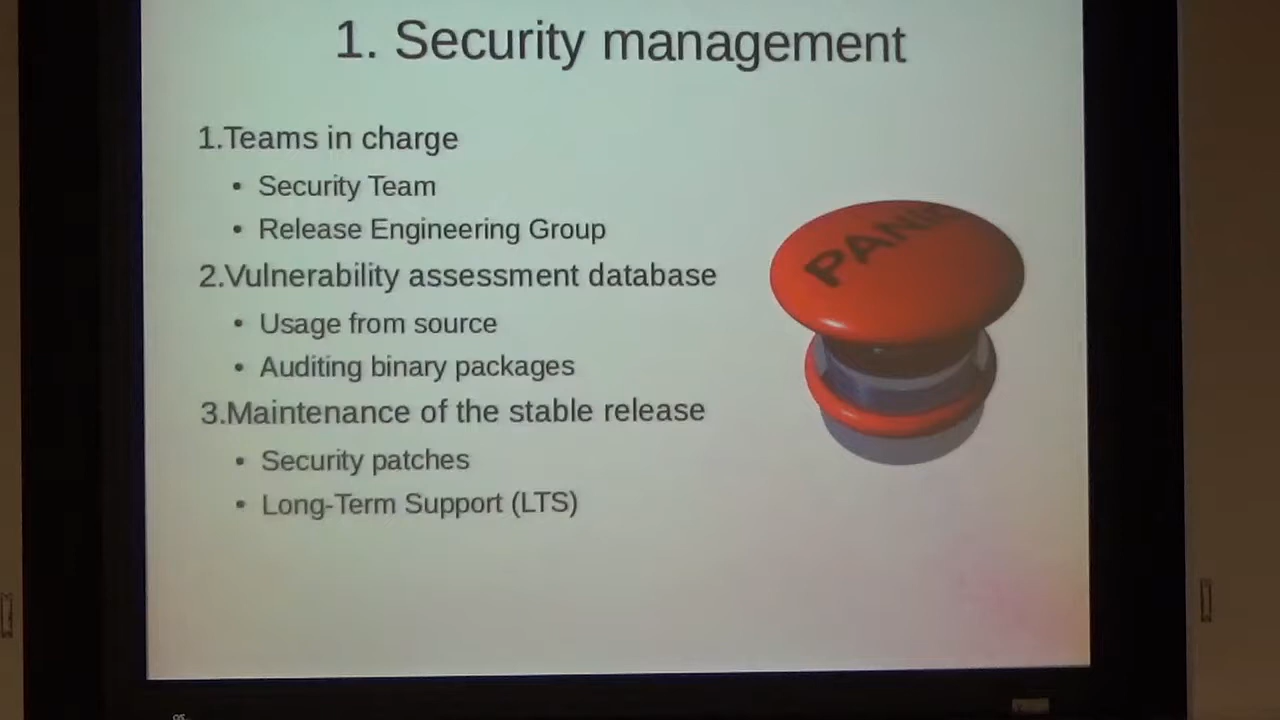 1. Security management
1.Teams in charge
• Security Team
• Release Engineering Group
2.Vulnerability assessment database
• Usage from source
• Auditing binary packages
3.Maintenance of the stable release
• Security patches
• Long-Term Support (LTS)
PANIC